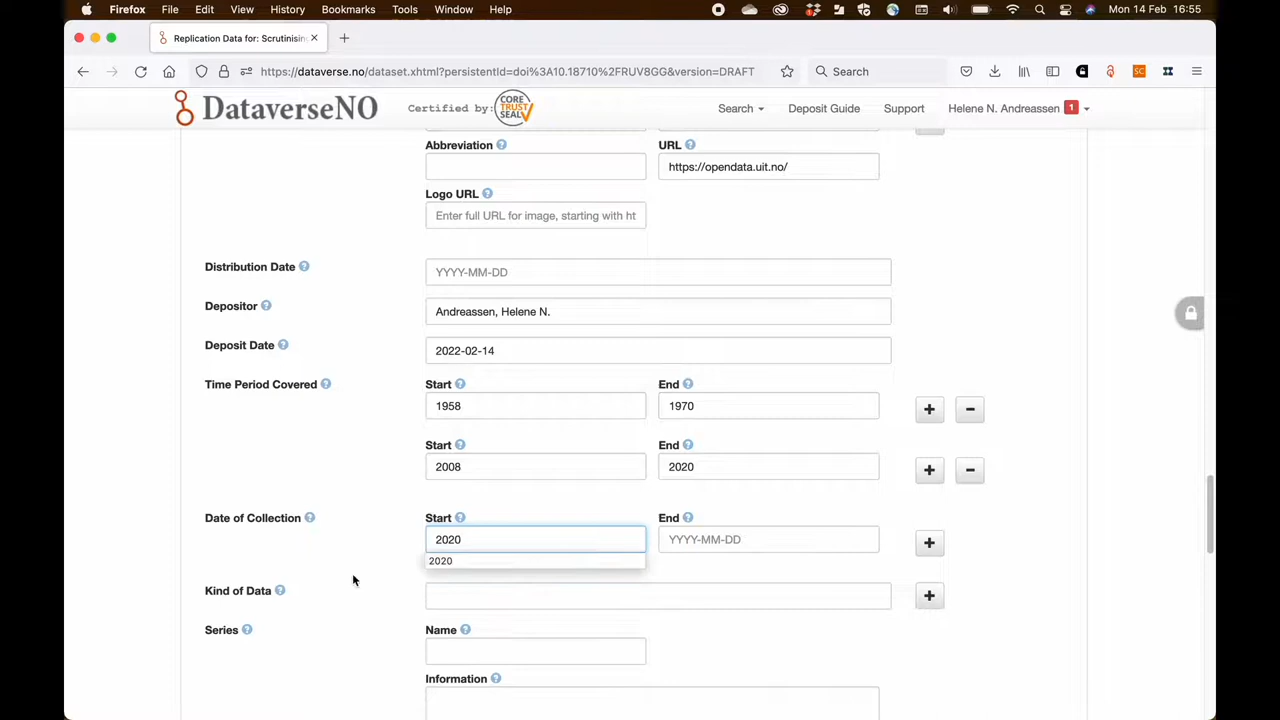 Firefox File Edit View History Bookmarks Tools Window Help Mon 14 Feb 16:55
Replication Data for: Scrutinisin
https://dataverse.no/dataset.xhtml?persistentId=doi%3A10.18710%2FRUV8GG&version=DRAFT Search
DataverseNO Certified by: CORE TRUST SEAL Search Deposit Guide Support Helene N. Andreassen 1
Abbreviation URL
https://opendata.uit.no/
Logo URL
Enter full URL for image, starting with ht
Distribution Date YYYY-MM-DD
Depositor Andreassen, Helene N.
Deposit Date 2022-02-14
Time Period Covered Start End
1958 1970
Start End
2008 2020
Date of Collection Start End
2020 YYYY-MM-DD
2020
Kind of Data
Series Name
Information